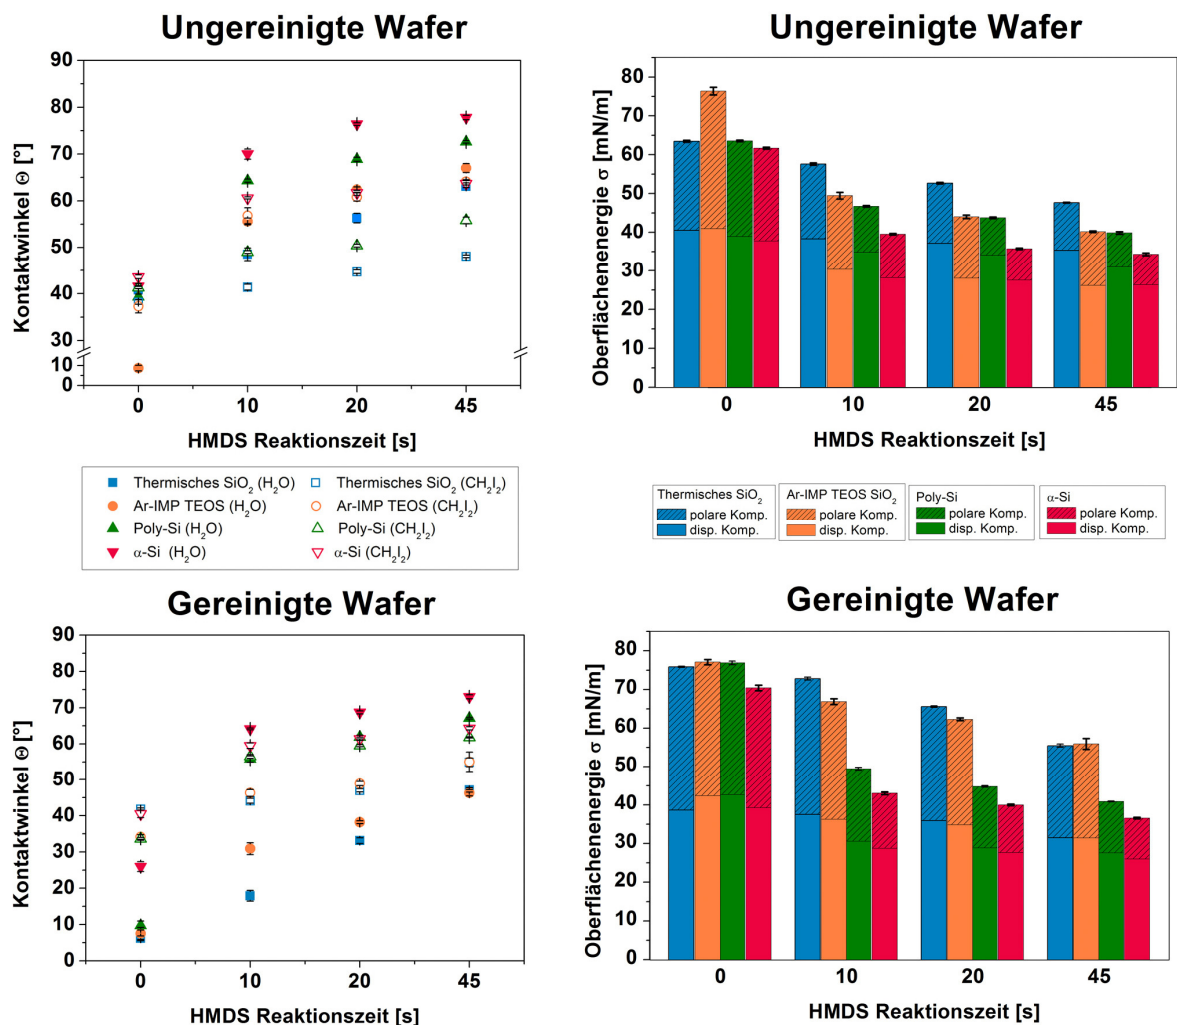 Ungereinigte Wafer
Kontaktwinkel Θ [°]
90
80
70
60
50
40
30
10
0
0 10 20 45
HMDS Reaktionszeit [s]
Ungereinigte Wafer
Oberflächenenergie σ [mN/m]
80
70
60
50
40
30
20
10
0
0 10 20 45
HMDS Reaktionszeit [s]
Thermisches SiO₂ (H₂O) Thermisches SiO₂ (CH₂I₂)
Ar-IMP TEOS (H₂O) Ar-IMP TEOS (CH₂I₂)
Poly-Si (H₂O) Poly-Si (CH₂I₂)
α-Si (H₂O) α-Si (CH₂I₂)
Thermisches SiO₂
polare Komp.
disp. Komp.
Ar-IMP TEOS SiO₂
polare Komp.
disp. Komp.
Poly-Si
polare Komp.
disp. Komp.
α-Si
polare Komp.
disp. Komp.
Gereinigte Wafer
Kontaktwinkel Θ [°]
90
80
70
60
50
40
30
20
10
0
0 10 20 45
HMDS Reaktionszeit [s]
Gereinigte Wafer
Oberflächenenergie σ [mN/m]
80
70
60
50
40
30
20
10
0
0 10 20 45
HMDS Reaktionszeit [s]